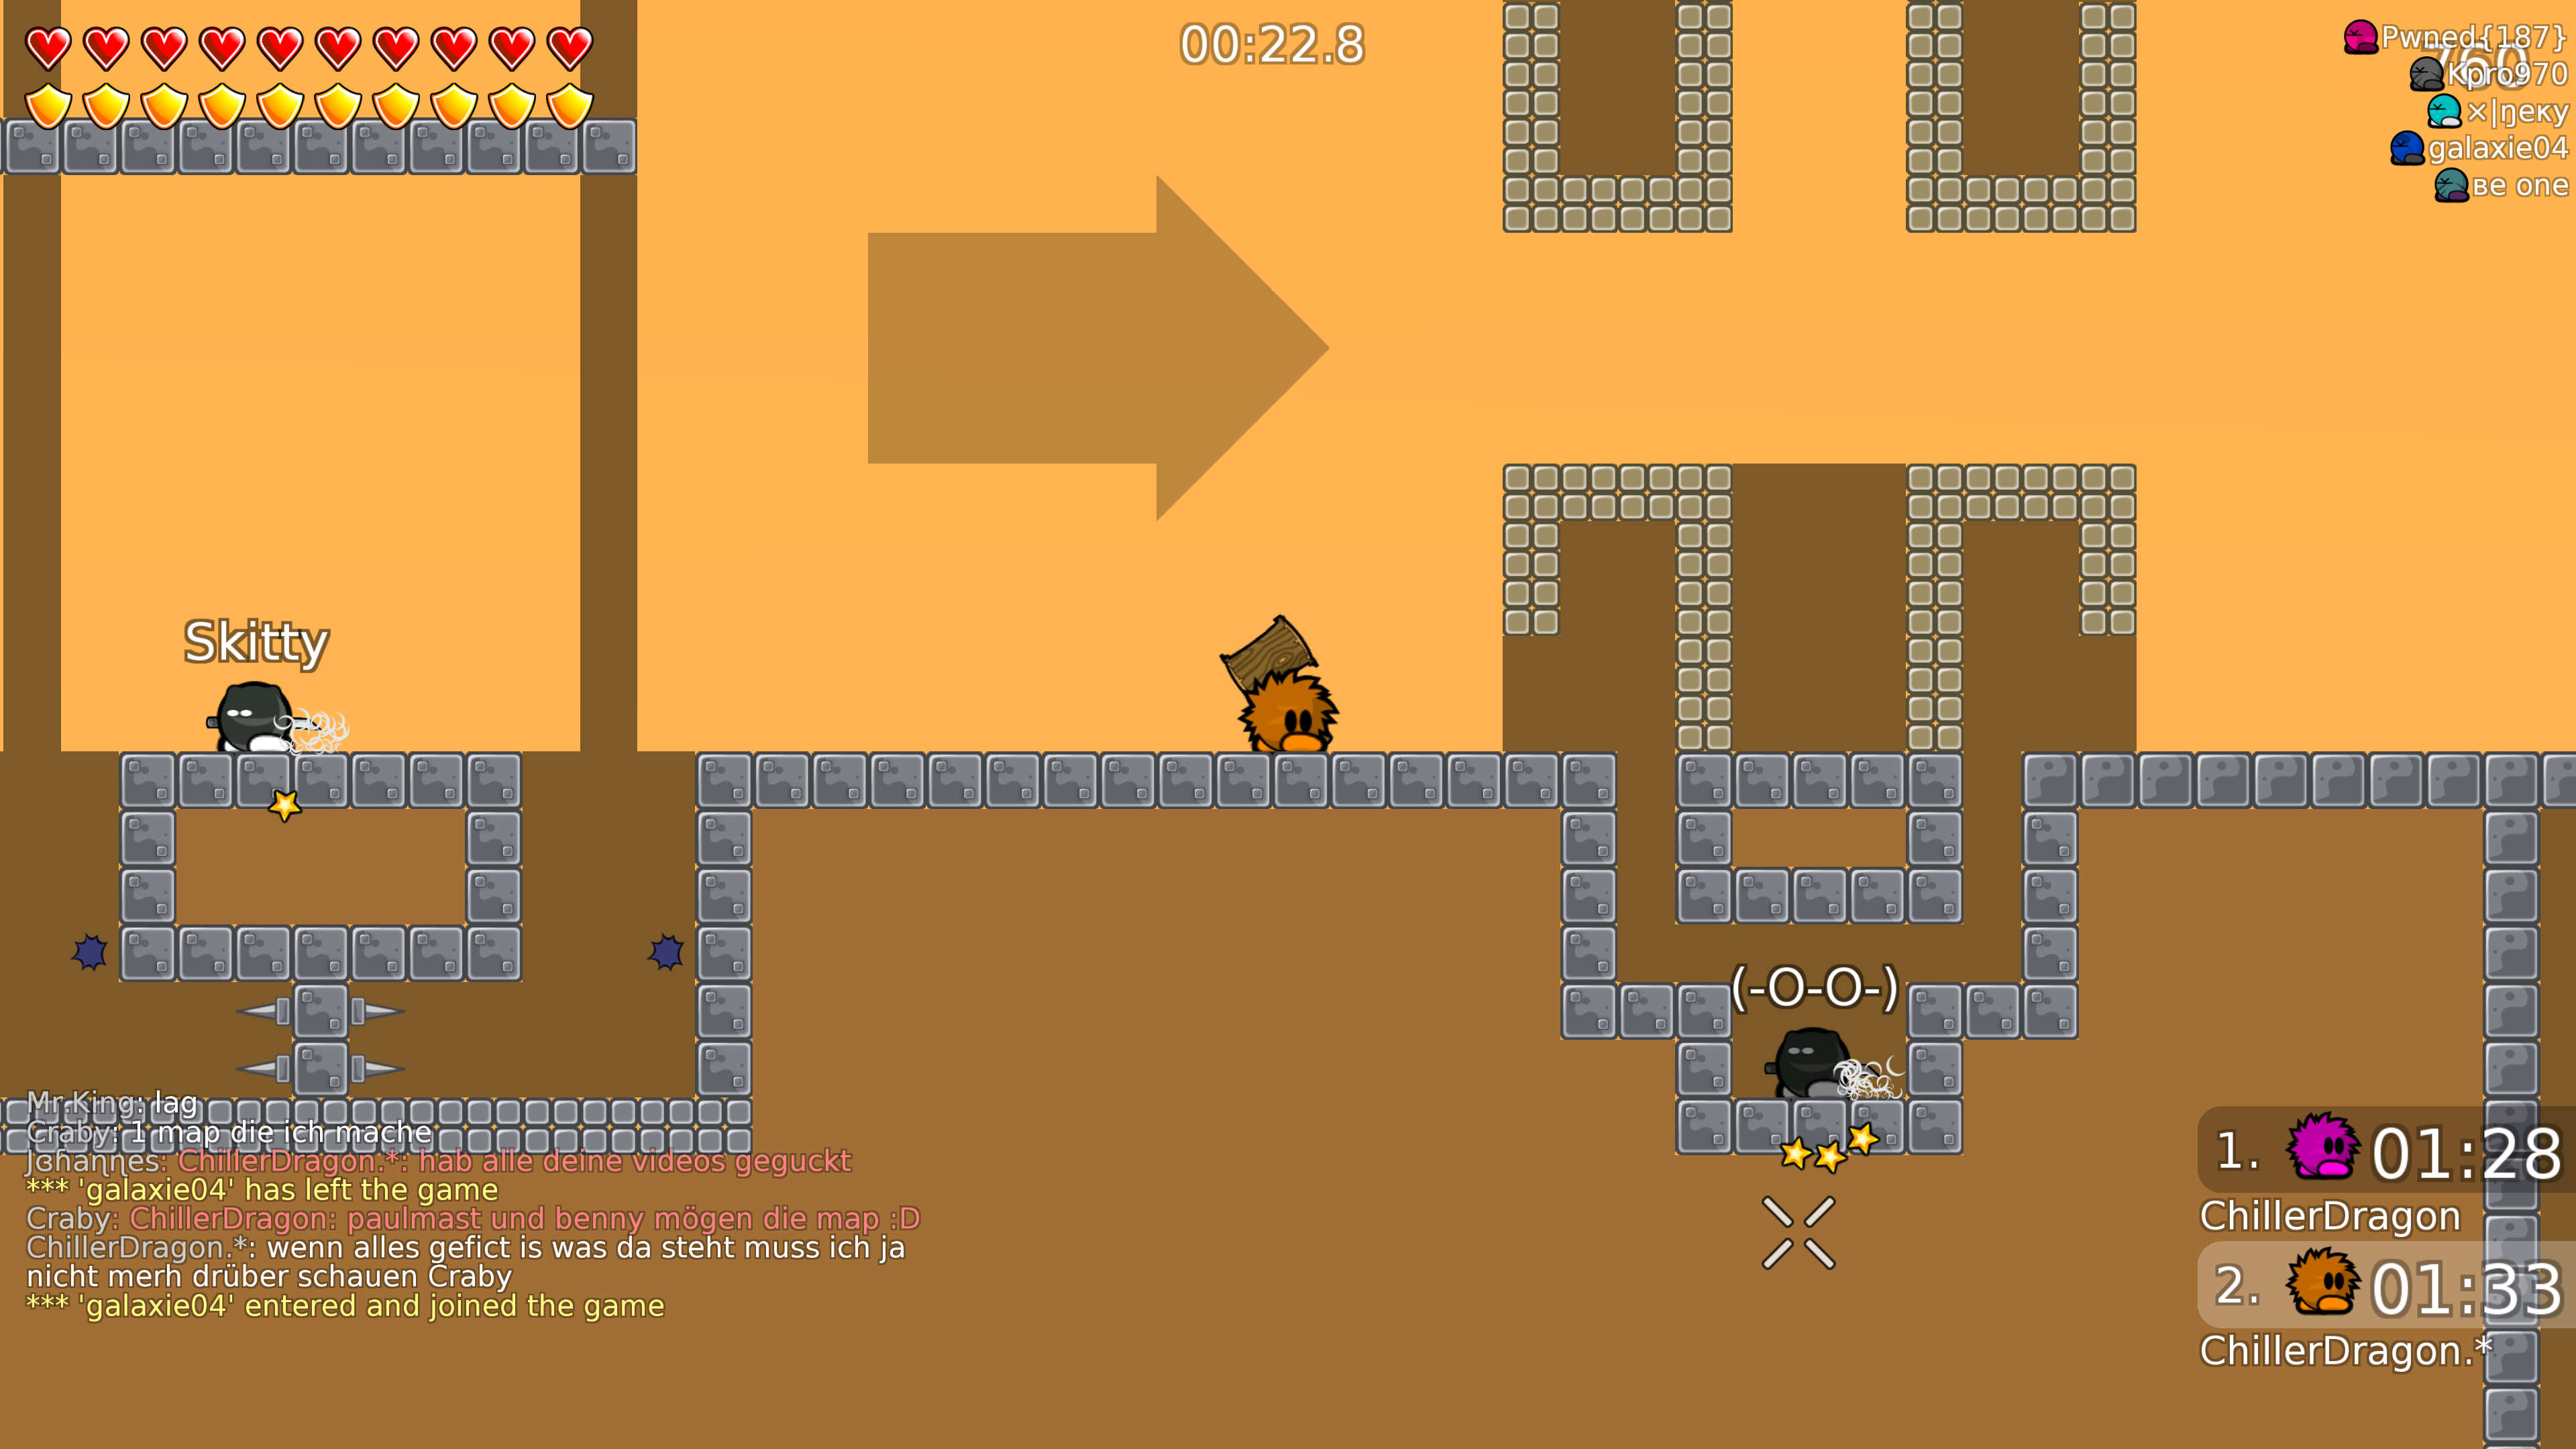 00:22.8
Pwned{187}
760
Kpro970
×|ŋeĸy
galaxie04
вe one
Skitty
(-O-O-)
Mr.King: lag
Craby: 1 map die ich mache
Jɞɦaɳɳes: ChillerDragon.*: hab alle deine videos geguckt
*** 'galaxie04' has left the game
Craby: ChillerDragon: paulmast und benny mögen die map :D
ChillerDragon.*: wenn alles gefict is was da steht muss ich ja
nicht merh drüber schauen Craby
*** 'galaxie04' entered and joined the game
1. 01:28
ChillerDragon
2. 01:33
ChillerDragon.*